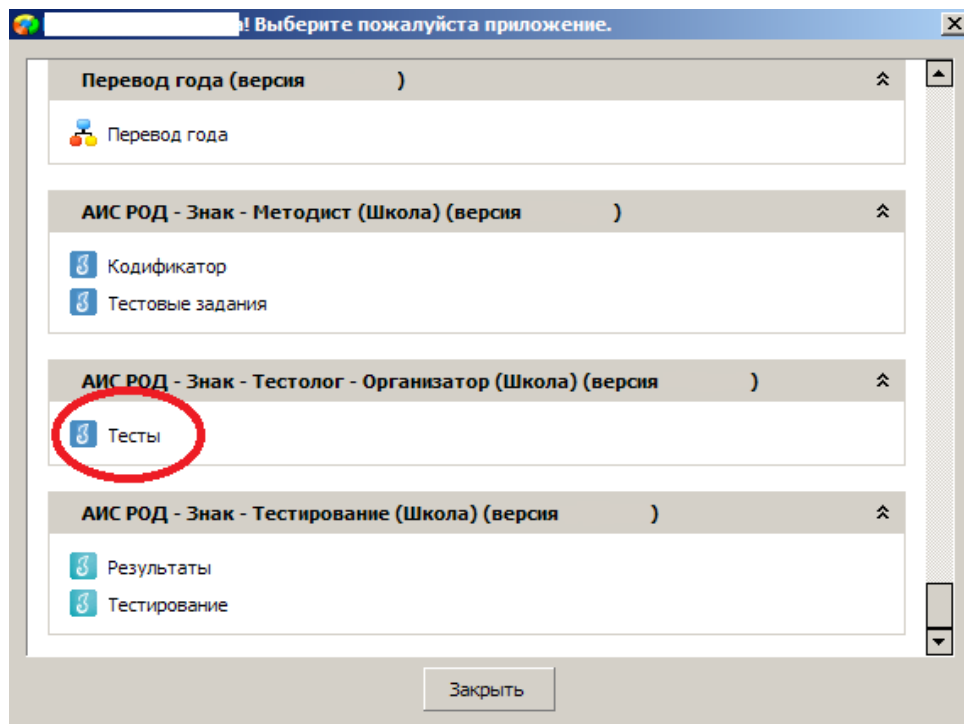 ! Выберите пожалуйста приложение.
Перевод года (версия )
Перевод года
АИС РОД - Знак - Методист (Школа) (версия )
Кодификатор
Тестовые задания
АИС РОД - Знак - Тестолог - Организатор (Школа) (версия )
Тесты
АИС РОД - Знак - Тестирование (Школа) (версия )
Результаты
Тестирование
Закрыть